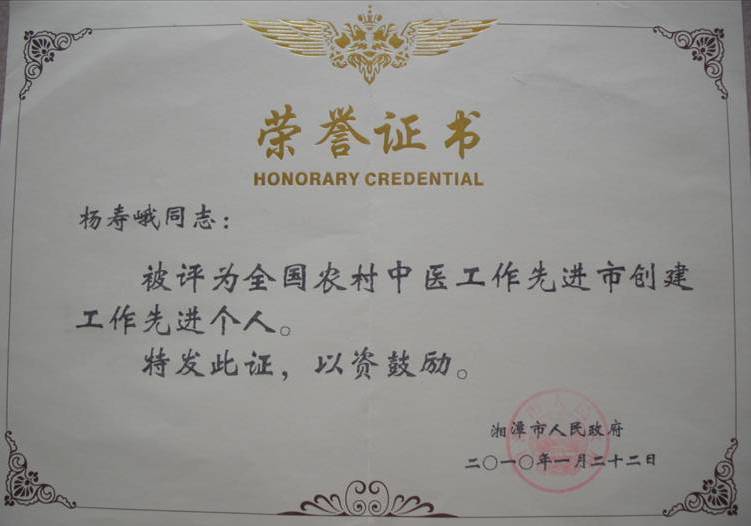 荣誉证书
HONORARY CREDENTIAL
杨寿峨同志：
被评为全国农村中医工作先进市创建
工作先进个人。
特发此证，以资鼓励。
湘潭市人民政府
二〇一〇年一月二十二日